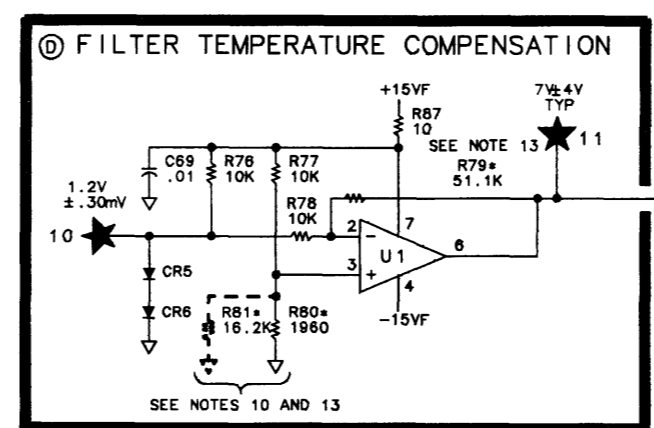 D FILTER TEMPERATURE COMPENSATION
+15VF
R87
10
7V±4V
TYP
SEE NOTE 13
11
R79*
51.1K
C69
.01
R76
10K
R77
10K
R78
10K
1.2V
±.30mV
10
2
-
7
U1
6
3
+
4
-15VF
CR5
CR6
R81*
16.2K
R80*
1960
SEE NOTES 10 AND 13